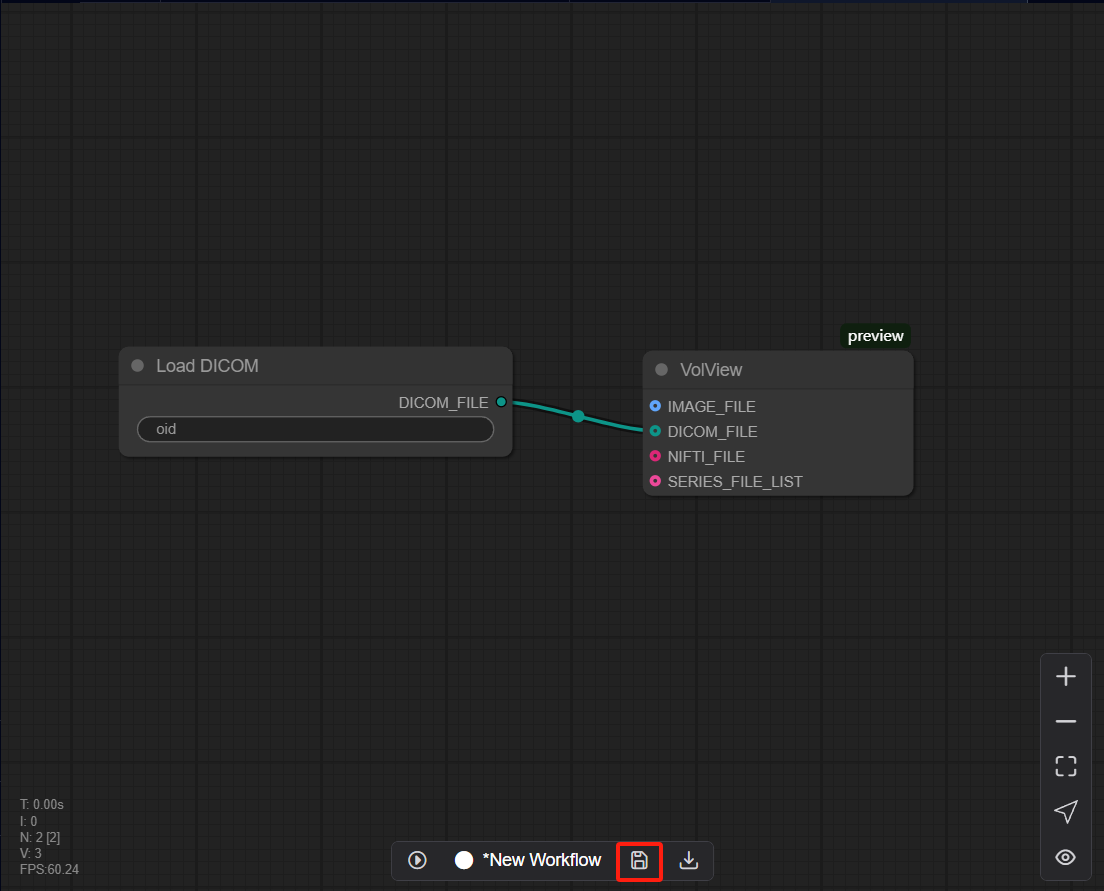 preview
Load DICOM
DICOM_FILE
oid
VolView
IMAGE_FILE
DICOM_FILE
NIFTI_FILE
SERIES_FILE_LIST
T: 0.00s
I: 0
N: 2 [2]
V: 3
FPS:60.24
*New Workflow